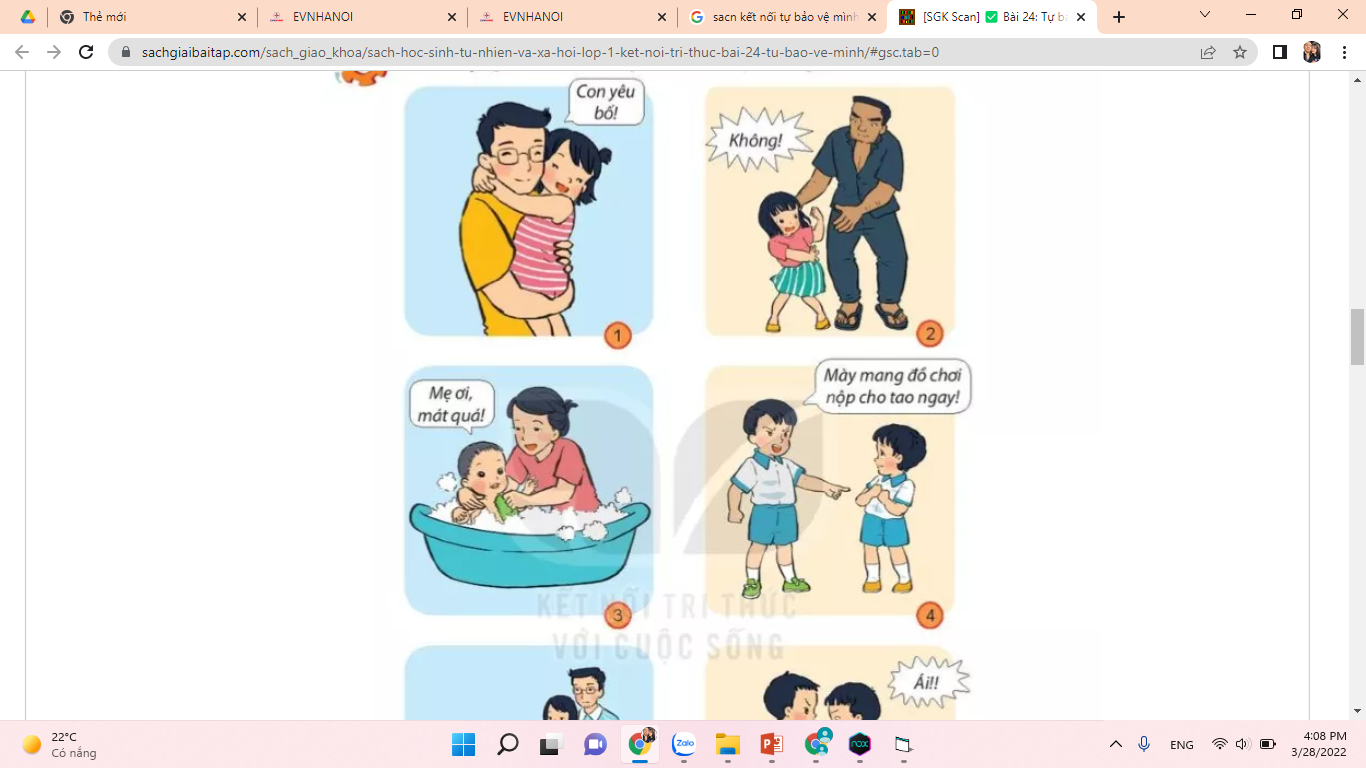 Thẻ mới
EVNHANOI
EVNHANOI
sacn kết nối tự bảo vệ mình
[SGK Scan] ✅ Bài 24: Tự bả
sachgiaibaitap.com/sach_giao_khoa/sach-hoc-sinh-tu-nhien-va-xa-hoi-lop-1-ket-noi-tri-thuc-bai-24-tu-bao-ve-minh/#gsc.tab=0
Con yêu
bố!
1
Không!
2
Mẹ ơi,
mát quá!
3
Mày mang đồ chơi
nộp cho tao ngay!
4
KẾT NỐI TRI THỨC
VỚI CUỘC SỐNG
Ái!!
22°C
Có nắng
Zalo
nox
ENG
4:08 PM
3/28/2022